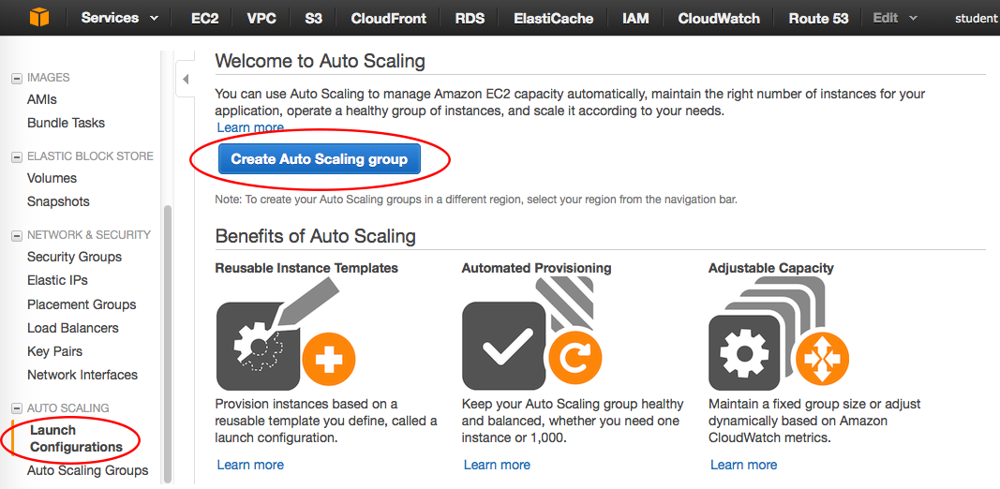 Services EC2 VPC S3 CloudFront RDS ElastiCache IAM CloudWatch Route 53 Edit student
IMAGES
AMIs
Bundle Tasks
ELASTIC BLOCK STORE
Volumes
Snapshots
NETWORK & SECURITY
Security Groups
Elastic IPs
Placement Groups
Load Balancers
Key Pairs
Network Interfaces
AUTO SCALING
Launch
Configurations
Auto Scaling Groups
Welcome to Auto Scaling
You can use Auto Scaling to manage Amazon EC2 capacity automatically, maintain the right number of instances for your
application, operate a healthy group of instances, and scale it according to your needs.
Learn more
Create Auto Scaling group
Note: To create your Auto Scaling groups in a different region, select your region from the navigation bar.
Benefits of Auto Scaling
Reusable Instance Templates
Provision instances based on a
reusable template you define, called a
launch configuration.
Learn more
Automated Provisioning
Keep your Auto Scaling group healthy
and balanced, whether you need one
instance or 1,000.
Learn more
Adjustable Capacity
Maintain a fixed group size or adjust
dynamically based on Amazon
CloudWatch metrics.
Learn more